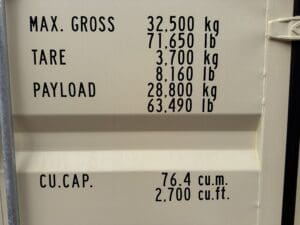 MAX. GROSS 32,500 kg
71,650 lb
TARE 3,700 kg
8,160 lb
PAYLOAD 28,800 kg
63,490 lb
CU.CAP. 76.4 cu.m.
2,700 cu.ft.